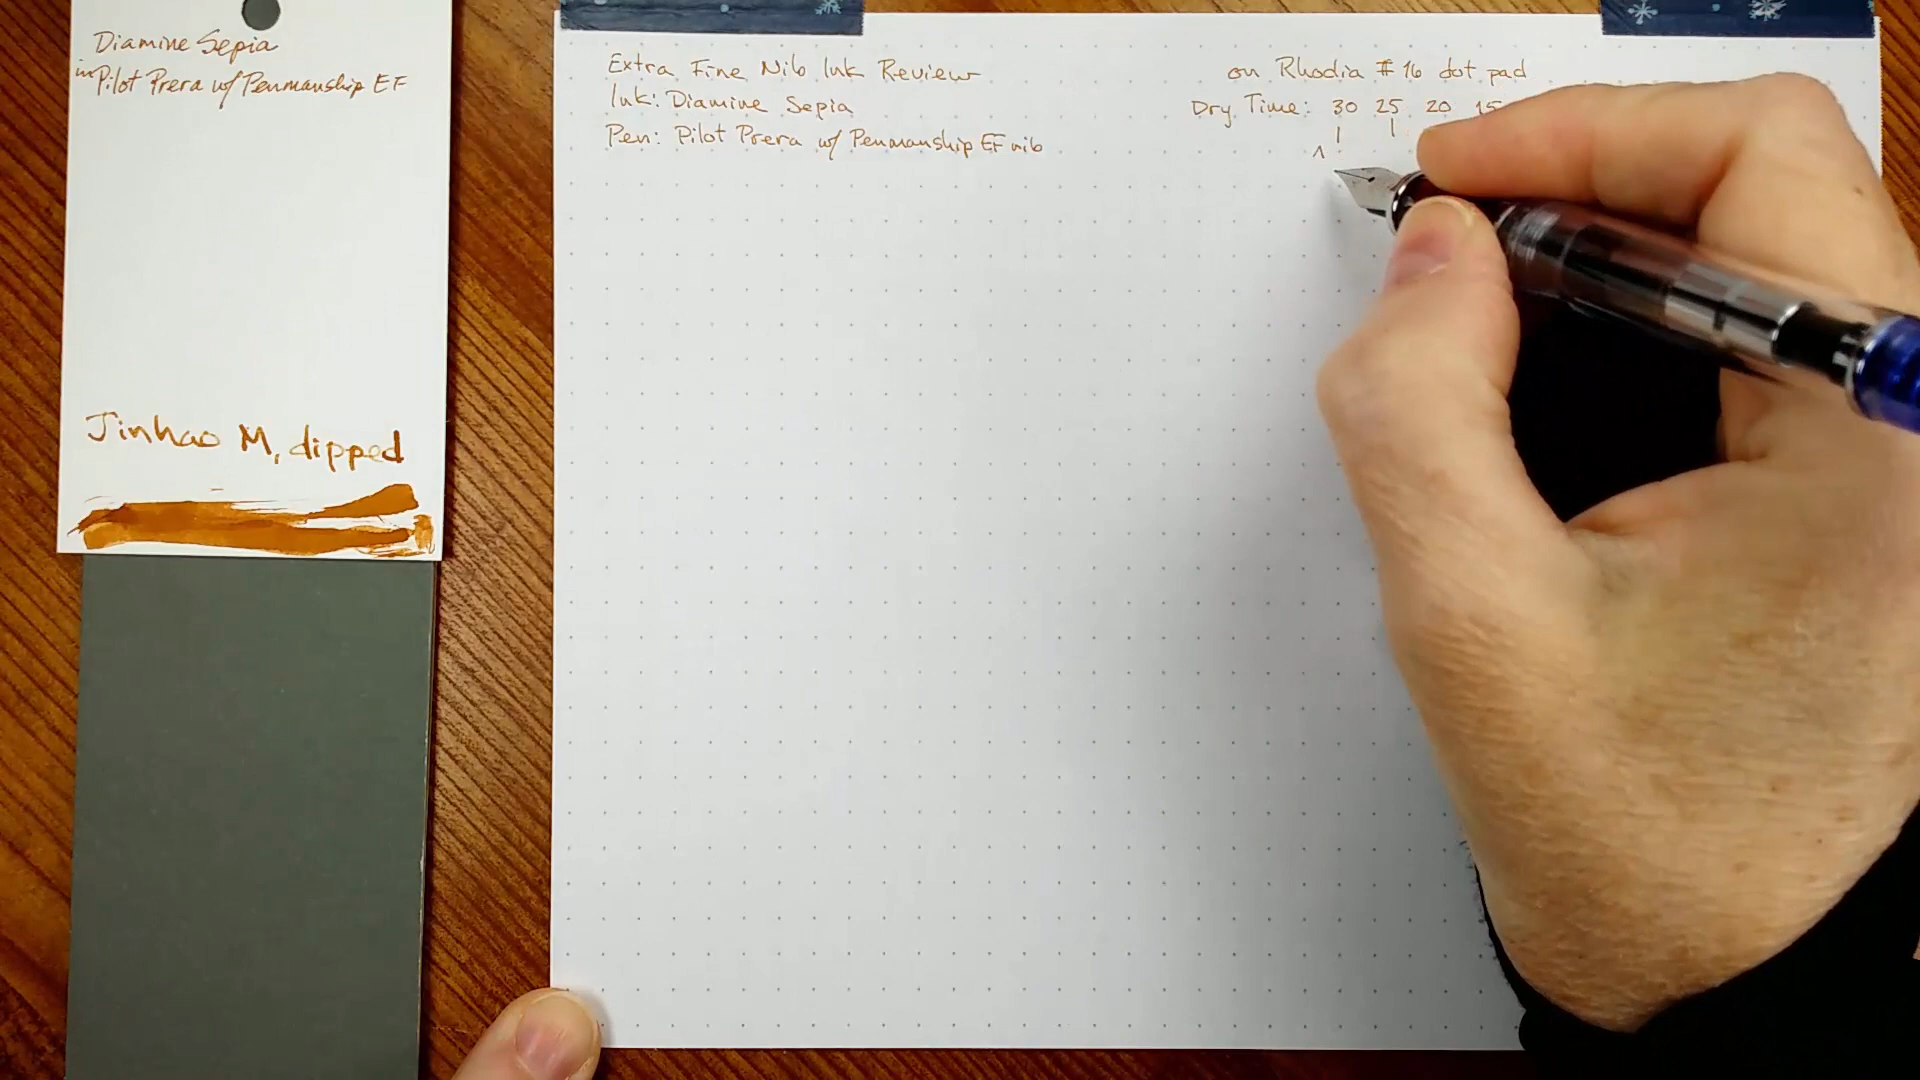 Diamine Sepia
in Pilot Prera w/ Penmanship EF
Jinhao M, dipped
Extra Fine Nib Ink Review
Ink: Diamine Sepia
Pen: Pilot Prera w/ Penmanship EF nib
on Rhodia #16 dot pad
Dry Time: 30 25 20 15